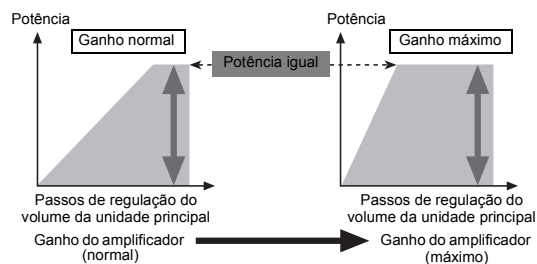 Potência
Ganho normal
Potência igual
Potência
Ganho máximo
Passos de regulação do
volume da unidade principal
Passos de regulação do
volume da unidade principal
Ganho do amplificador
(normal)
Ganho do amplificador
(máximo)